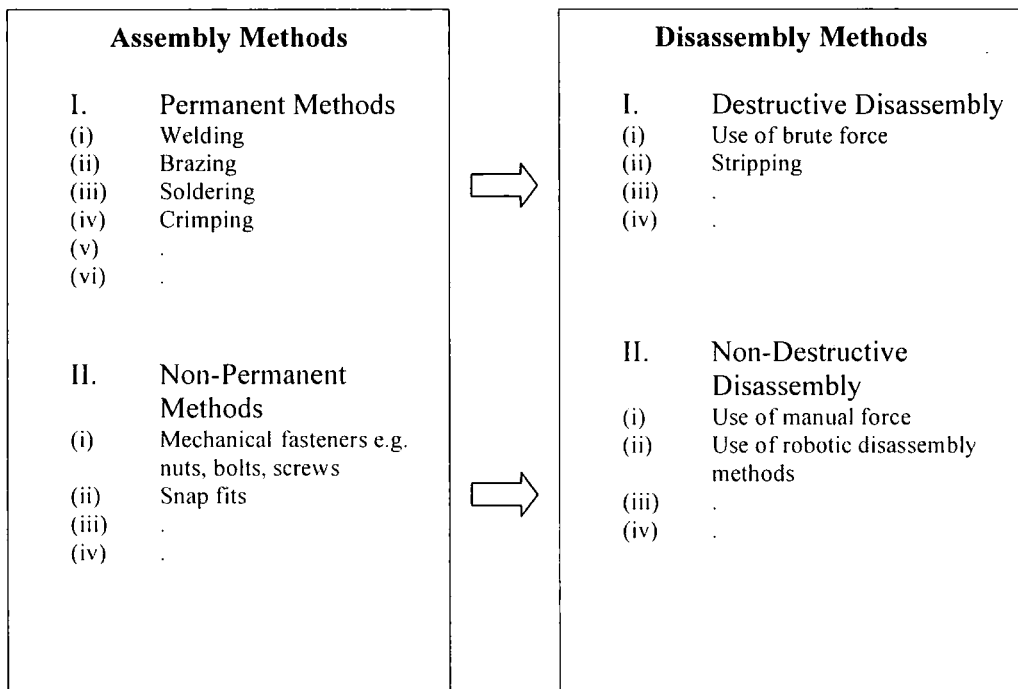 Assembly Methods
I. Permanent Methods
(i) Welding
(ii) Brazing
(iii) Soldering
(iv) Crimping
(v) .
(vi) .
II. Non-Permanent
Methods
(i) Mechanical fasteners e.g.
nuts, bolts, screws
(ii) Snap fits
(iii) .
(iv) .
Disassembly Methods
I. Destructive Disassembly
(i) Use of brute force
(ii) Stripping
(iii) .
(iv) .
II. Non-Destructive
Disassembly
(i) Use of manual force
(ii) Use of robotic disassembly
methods
(iii) .
(iv) .